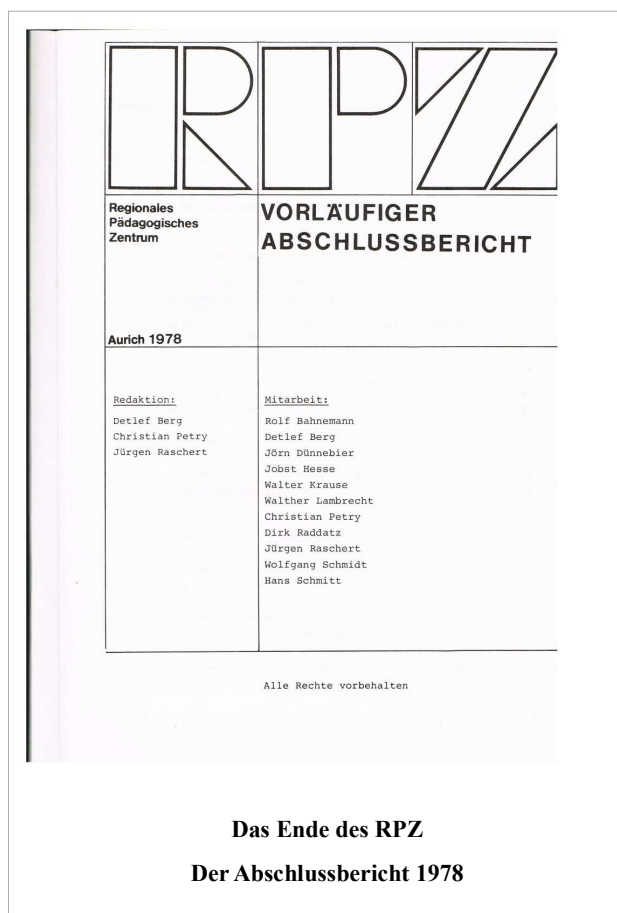 RPZ
Regionales
Pädagogisches
Zentrum
VORLÄUFIGER
ABSCHLUSSBERICHT
Aurich 1978
Redaktion:
Detlef Berg
Christian Petry
Jürgen Raschert
Mitarbeit:
Rolf Bahnemann
Detlef Berg
Jörn Dünnebier
Jobst Hesse
Walter Krause
Walther Lambrecht
Christian Petry
Dirk Raddatz
Jürgen Raschert
Wolfgang Schmidt
Hans Schmitt
Alle Rechte vorbehalten
Das Ende des RPZ
Der Abschlussbericht 1978